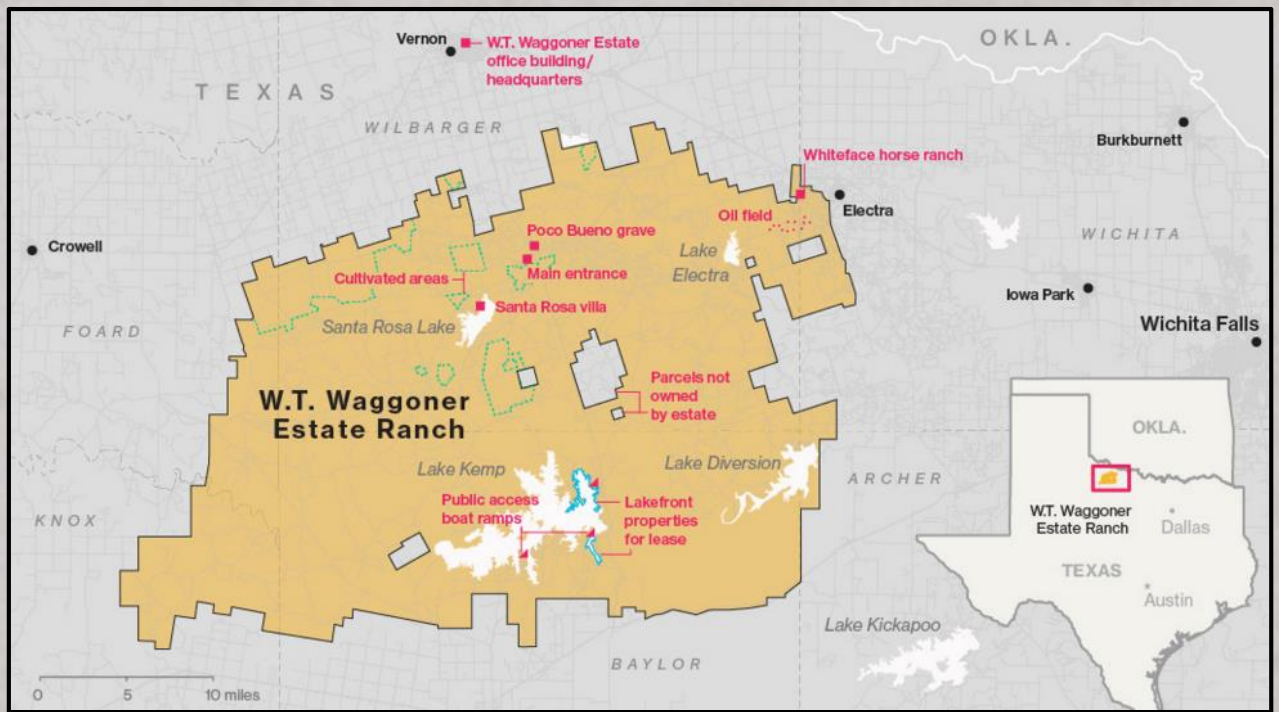 OKLA.
Vernon
W.T. Waggoner Estate
office building/
headquarters
TEXAS
WILBARGER
Burkburnett
Whiteface horse ranch
Electra
Oil field
Poco Bueno grave
Crowell
Lake
Electra
WICHITA
Main entrance
Cultivated areas
Iowa Park
Santa Rosa villa
Santa Rosa Lake
FOARD
Wichita Falls
Parcels not
owned
by estate
W.T. Waggoner
Estate Ranch
Lake Kemp
Lake Diversion
ARCHER
Public access
boat ramps
Lakefront
properties
for lease
KNOX
OKLA.
W.T. Waggoner
Estate Ranch
Dallas
TEXAS
Austin
Lake Kickapoo
BAYLOR
0 5 10 miles